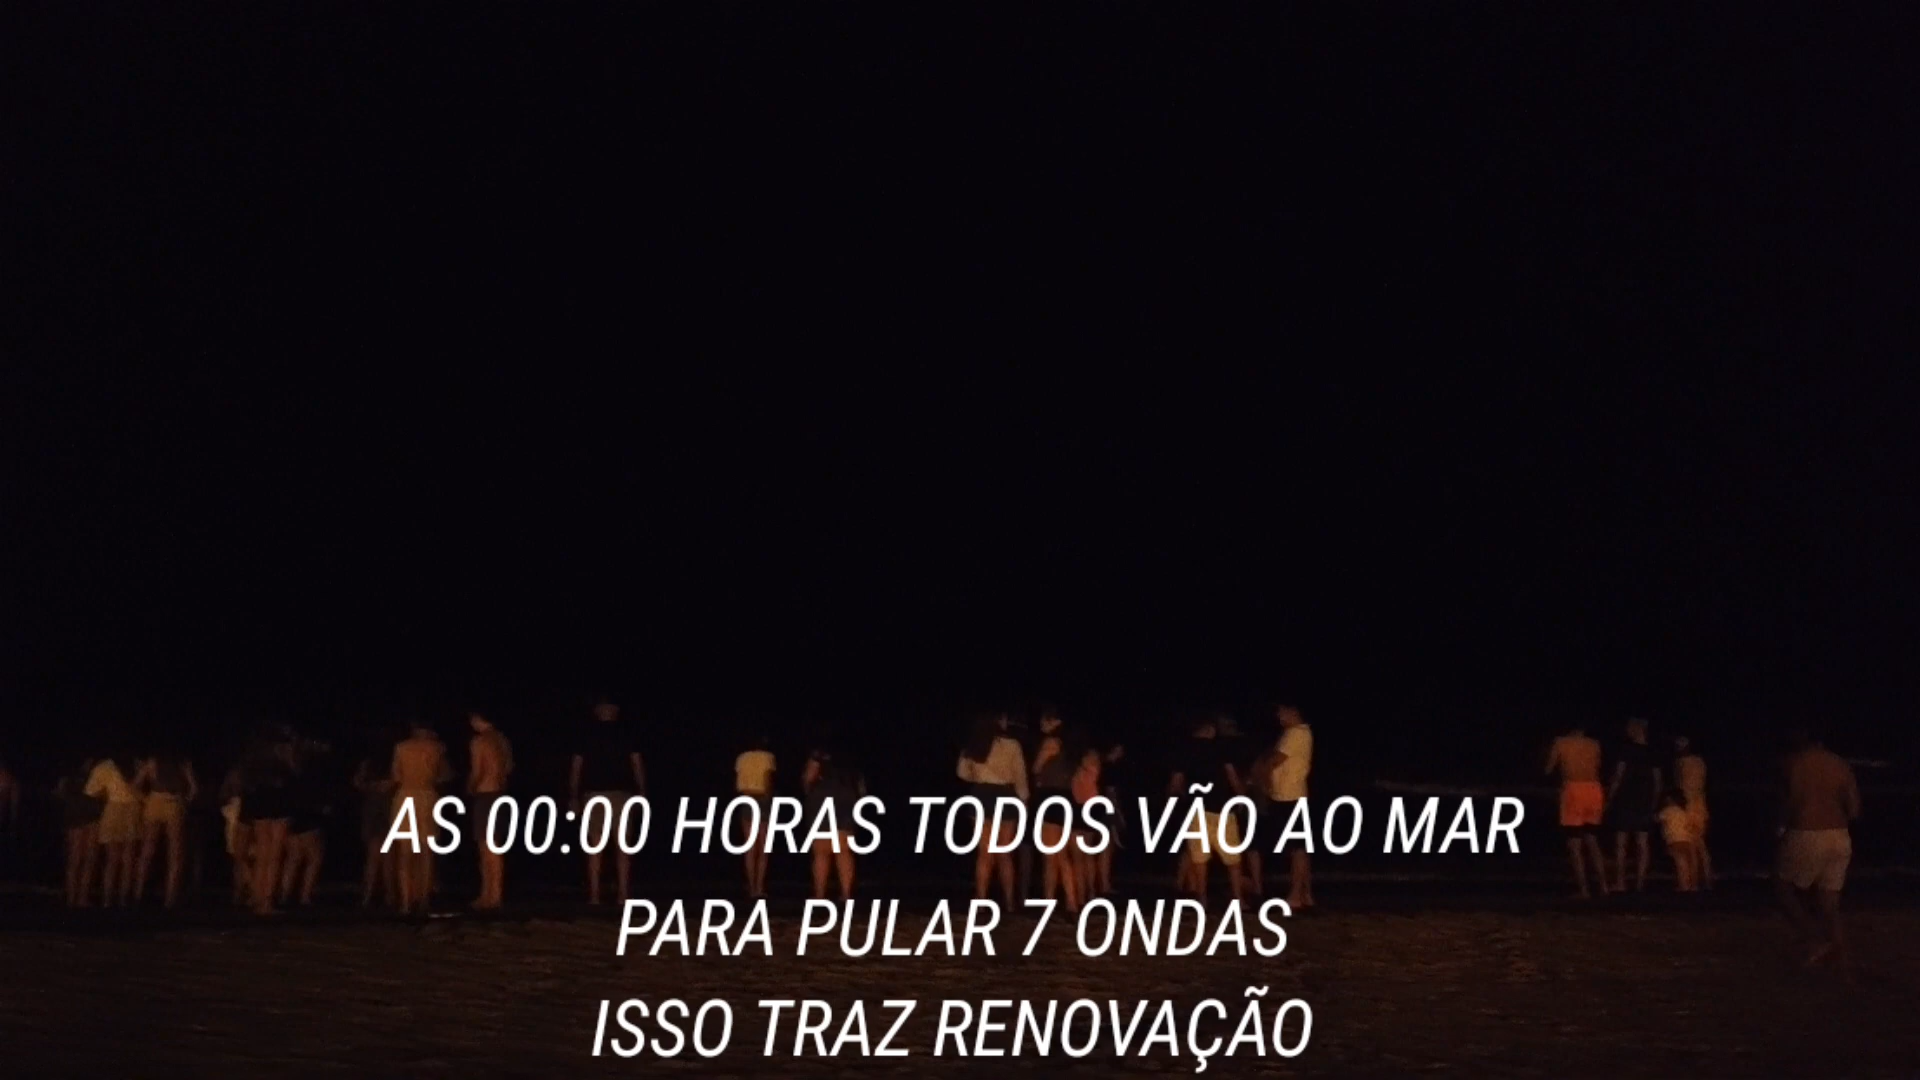 AS 00:00 HORAS TODOS VÃO AO MAR
PARA PULAR 7 ONDAS
ISSO TRAZ RENOVAÇÃO